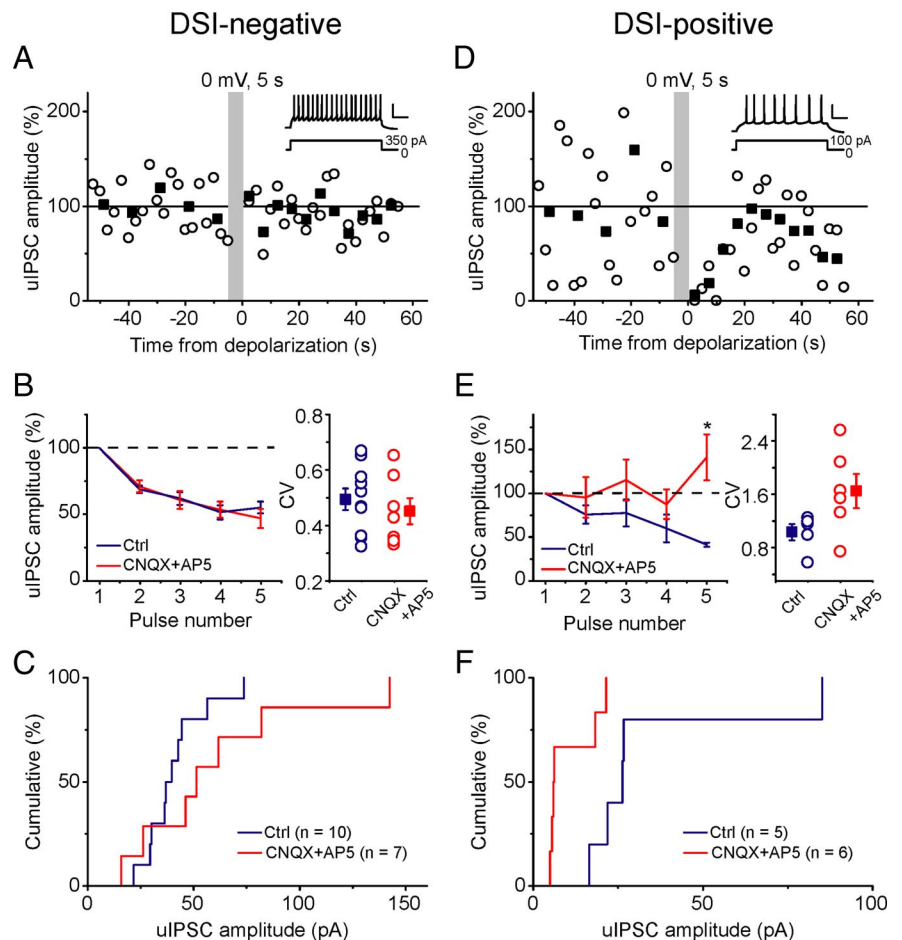 DSI-negative
DSI-positive
A
0 mV, 5 s
350 pA
0
uIPSC amplitude (%)
200
100
0
-40
-20
0
20
40
60
Time from depolarization (s)
D
0 mV, 5 s
100 pA
0
uIPSC amplitude (%)
200
100
0
-40
-20
0
20
40
60
Time from depolarization (s)
B
uIPSC amplitude (%)
100
50
Ctrl
CNQX+AP5
1 2 3 4 5
Pulse number
CV
0.8
0.6
0.4
0.2
Ctrl
CNQX
+AP5
E
uIPSC amplitude (%)
150
100
50
0
*
Ctrl
CNQX+AP5
1 2 3 4 5
Pulse number
CV
2.4
1.6
0.8
Ctrl
CNQX
+AP5
C
Cumulative (%)
100
50
0
Ctrl (n = 10)
CNQX+AP5 (n = 7)
0 50 100 150
uIPSC amplitude (pA)
F
Cumulative (%)
100
50
0
Ctrl (n = 5)
CNQX+AP5 (n = 6)
0 50 100
uIPSC amplitude (pA)